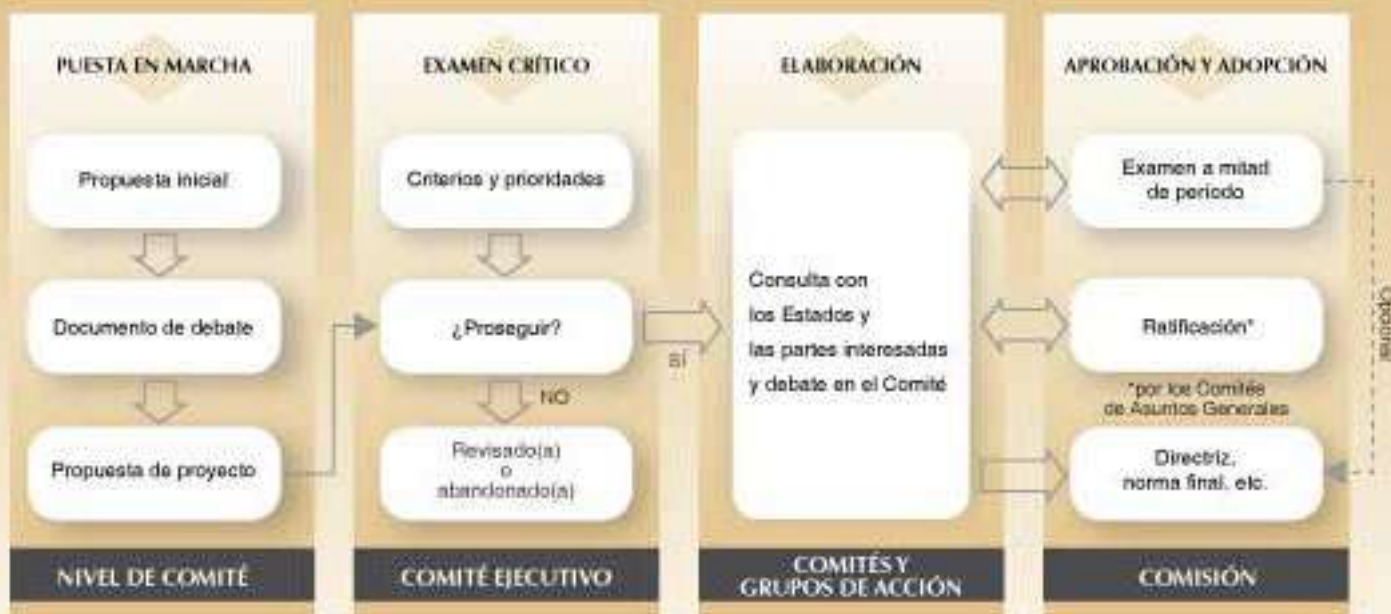 PUESTA EN MARCHA
Propuesta inicial
Documento de debate
Propuesta de proyecto
NIVEL DE COMITÉ
EXAMEN CRÍTICO
Criterios y prioridades
¿Proseguir?
SÍ
NO
Revisado(a)
o
abandonado(a)
COMITÉ EJECUTIVO
ELABORACIÓN
Consulta con
los Estados y
las partes interesadas
y debate en el Comité
COMITÉS Y
GRUPOS DE ACCIÓN
APROBACIÓN Y ADOPCIÓN
Examen a mitad
de período
Ratificación*
*por los Comités
de Asuntos Generales
Directriz,
norma final, etc.
Opcional
COMISIÓN